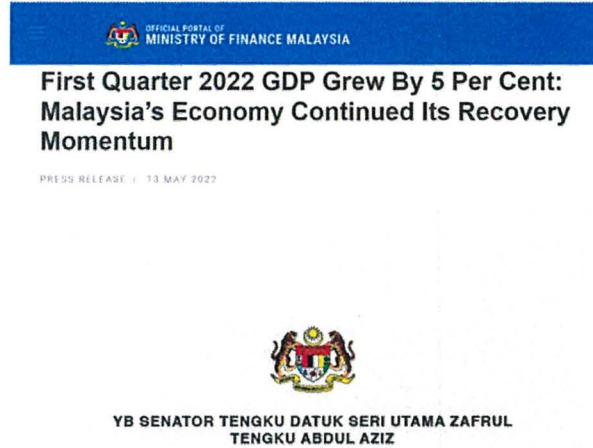 OFFICIAL PORTAL OF
MINISTRY OF FINANCE MALAYSIA
First Quarter 2022 GDP Grew By 5 Per Cent:
Malaysia's Economy Continued Its Recovery
Momentum
PRESS RELEASE | 13 MAY 2022
YB SENATOR TENGKU DATUK SERI UTAMA ZAFRUL
TENGKU ABDUL AZIZ